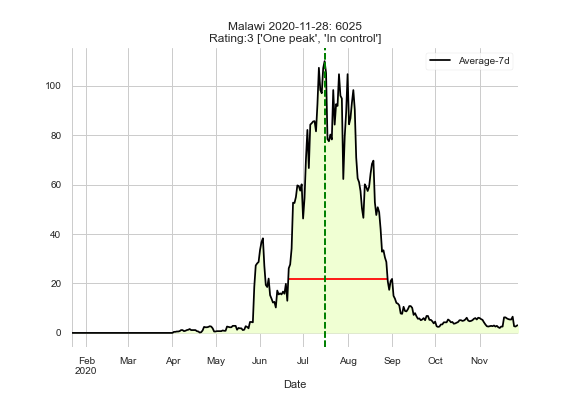 Malawi 2020-11-28: 6025
Rating:3 ['One peak', 'In control']
Average-7d
100
80
60
40
20
0
Feb Mar Apr May Jun Jul Aug Sep Oct Nov
2020
Date